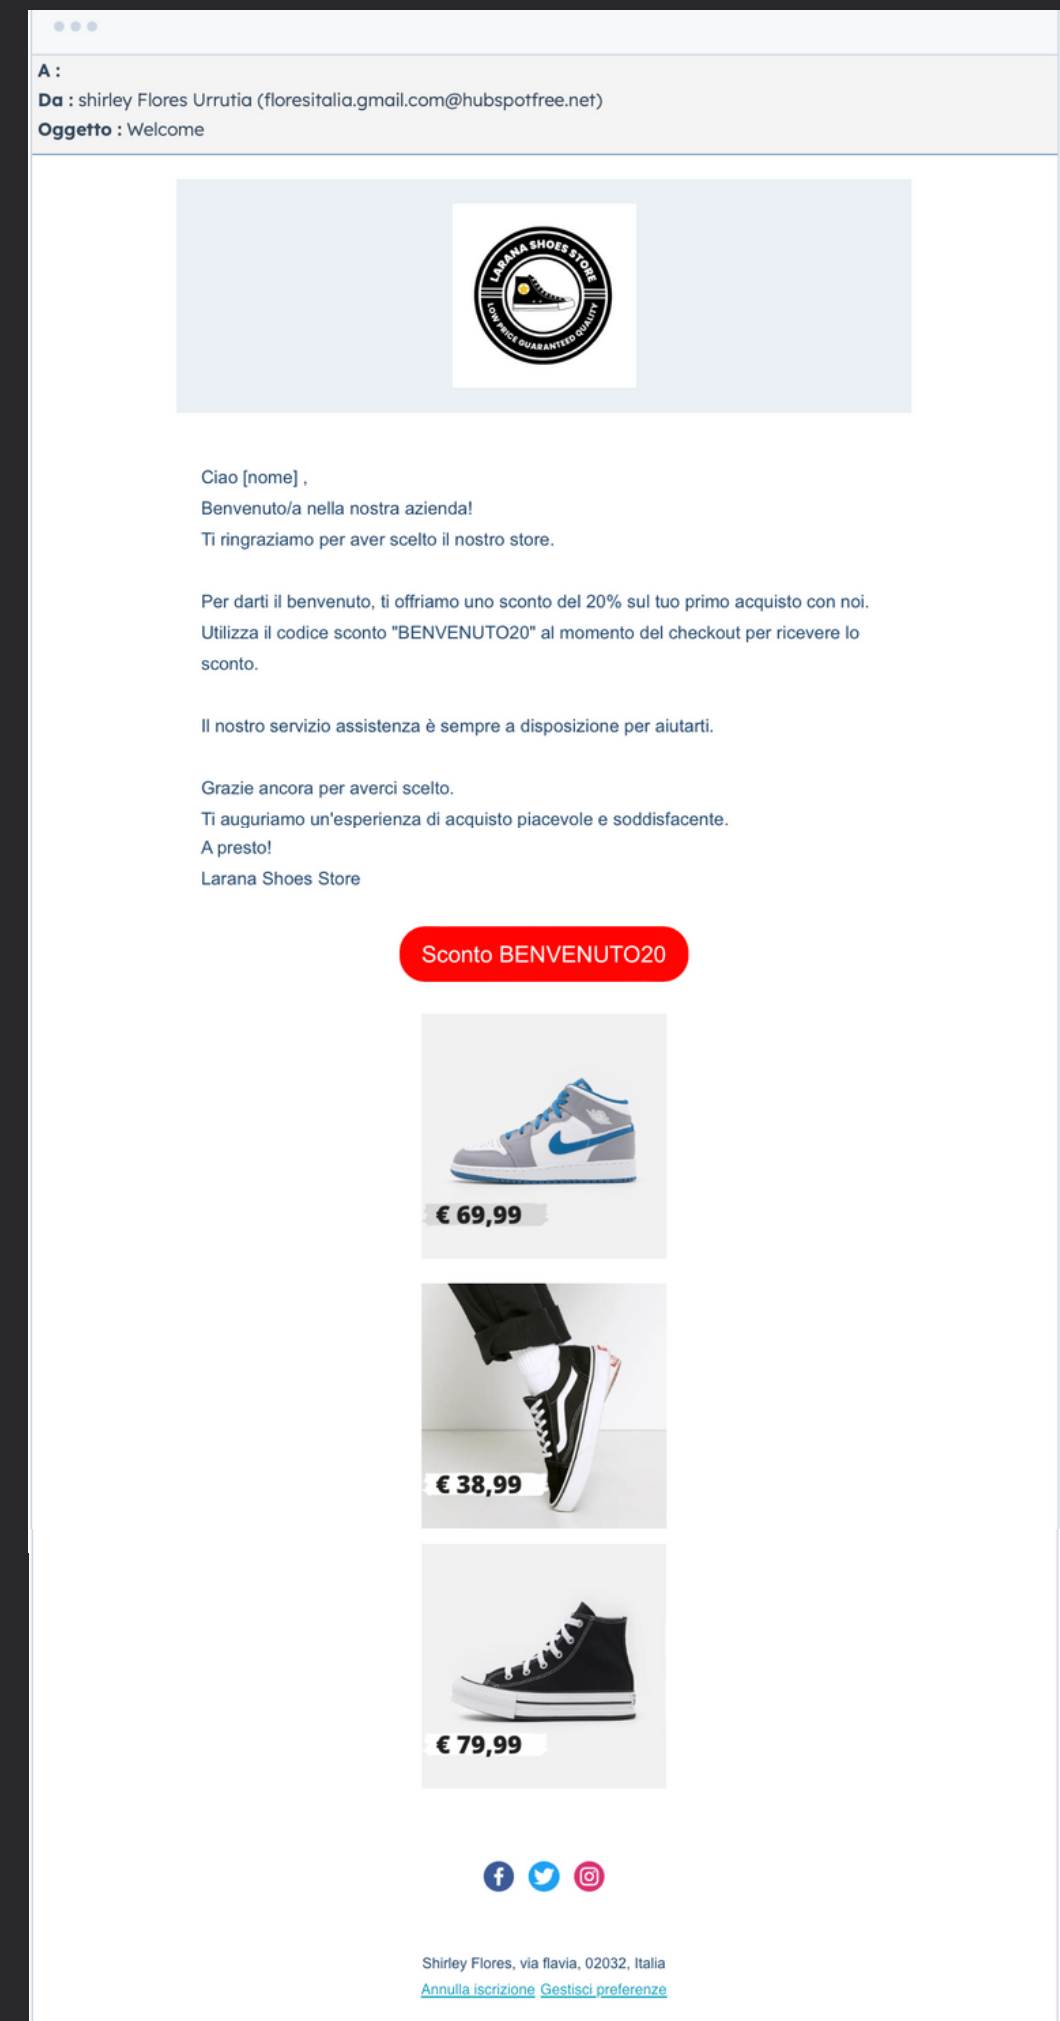 A :
Da : shirley Flores Urrutia (floresitalia.gmail.com@hubspotfree.net)
Oggetto : Welcome
LARANA SHOES STORE
LOW PRICE GUARANTEED QUALITY
Ciao [nome] ,
Benvenuto/a nella nostra azienda!
Ti ringraziamo per aver scelto il nostro store.
Per darti il benvenuto, ti offriamo uno sconto del 20% sul tuo primo acquisto con noi.
Utilizza il codice sconto "BENVENUTO20" al momento del checkout per ricevere lo
sconto.
Il nostro servizio assistenza è sempre a disposizione per aiutarti.
Grazie ancora per averci scelto.
Ti auguriamo un'esperienza di acquisto piacevole e soddisfacente.
A presto!
Larana Shoes Store
Sconto BENVENUTO20
€ 69,99
€ 38,99
€ 79,99
Shirley Flores, via flavia, 02032, Italia
Annulla iscrizione Gestisci preferenze